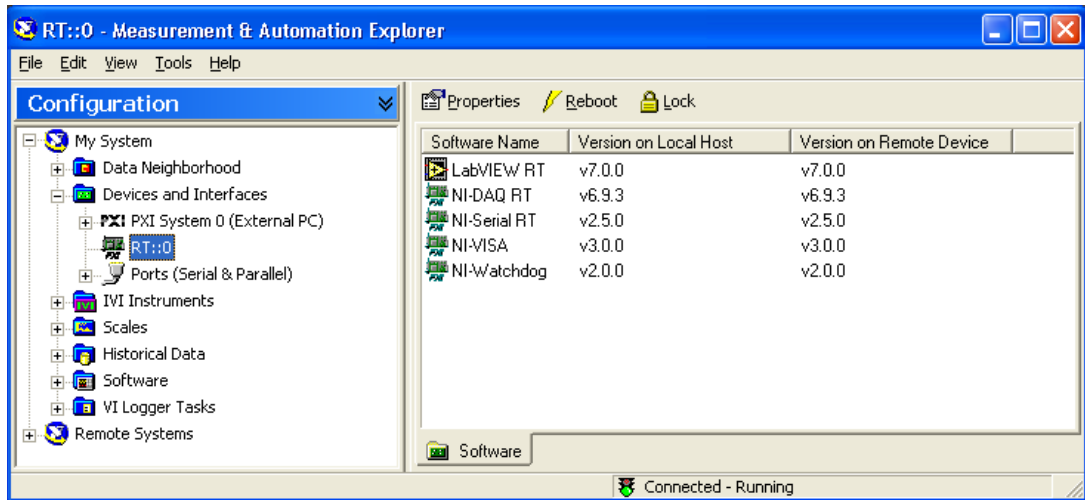 RT::0 - Measurement & Automation Explorer
File Edit View Tools Help
Configuration
My System
Data Neighborhood
Devices and Interfaces
PXI PXI System 0 (External PC)
RT::0
Ports (Serial & Parallel)
IVI IVI Instruments
Scales
Historical Data
Software
VI Logger Tasks
Remote Systems
Properties Reboot Lock
Software Name Version on Local Host Version on Remote Device
LabVIEW RT v7.0.0 v7.0.0
NI-DAQ RT v6.9.3 v6.9.3
NI-Serial RT v2.5.0 v2.5.0
NI-VISA v3.0.0 v3.0.0
NI-Watchdog v2.0.0 v2.0.0
Software
Connected - Running